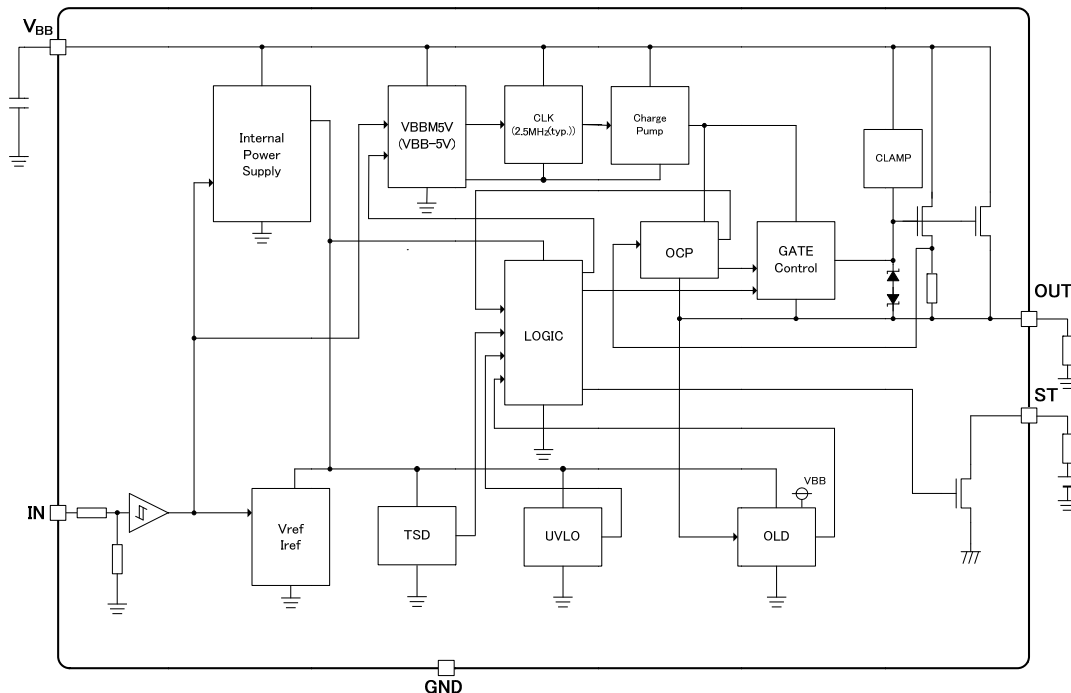 VBB
Internal
Power
Supply
VBBM5V
(VBB-5V)
CLK
(2.5MHz(typ.))
Charge
Pump
CLAMP
OCP
GATE
Control
LOGIC
OUT
ST
VBB
IN
Vref
Iref
TSD
UVLO
OLD
GND